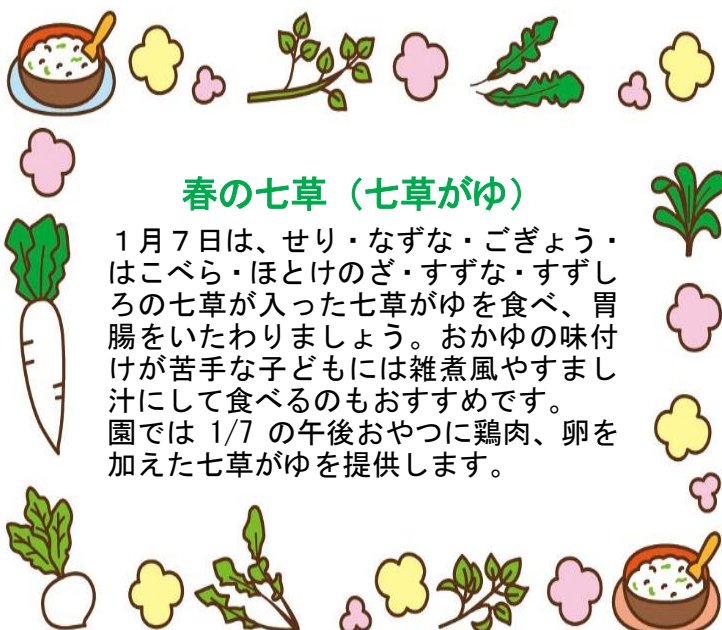 春の七草（七草がゆ）
１月７日は、せり・なずな・ごぎょう・
はこべら・ほとけのざ・すずな・すずし
ろの七草が入った七草がゆを食べ、胃
腸をいたわりましょう。おかゆの味付
けが苦手な子どもには雑煮風やすまし
汁にして食べるのもおすすめです。
園では 1/7 の午後おやつに鶏肉、卵を
加えた七草がゆを提供します。